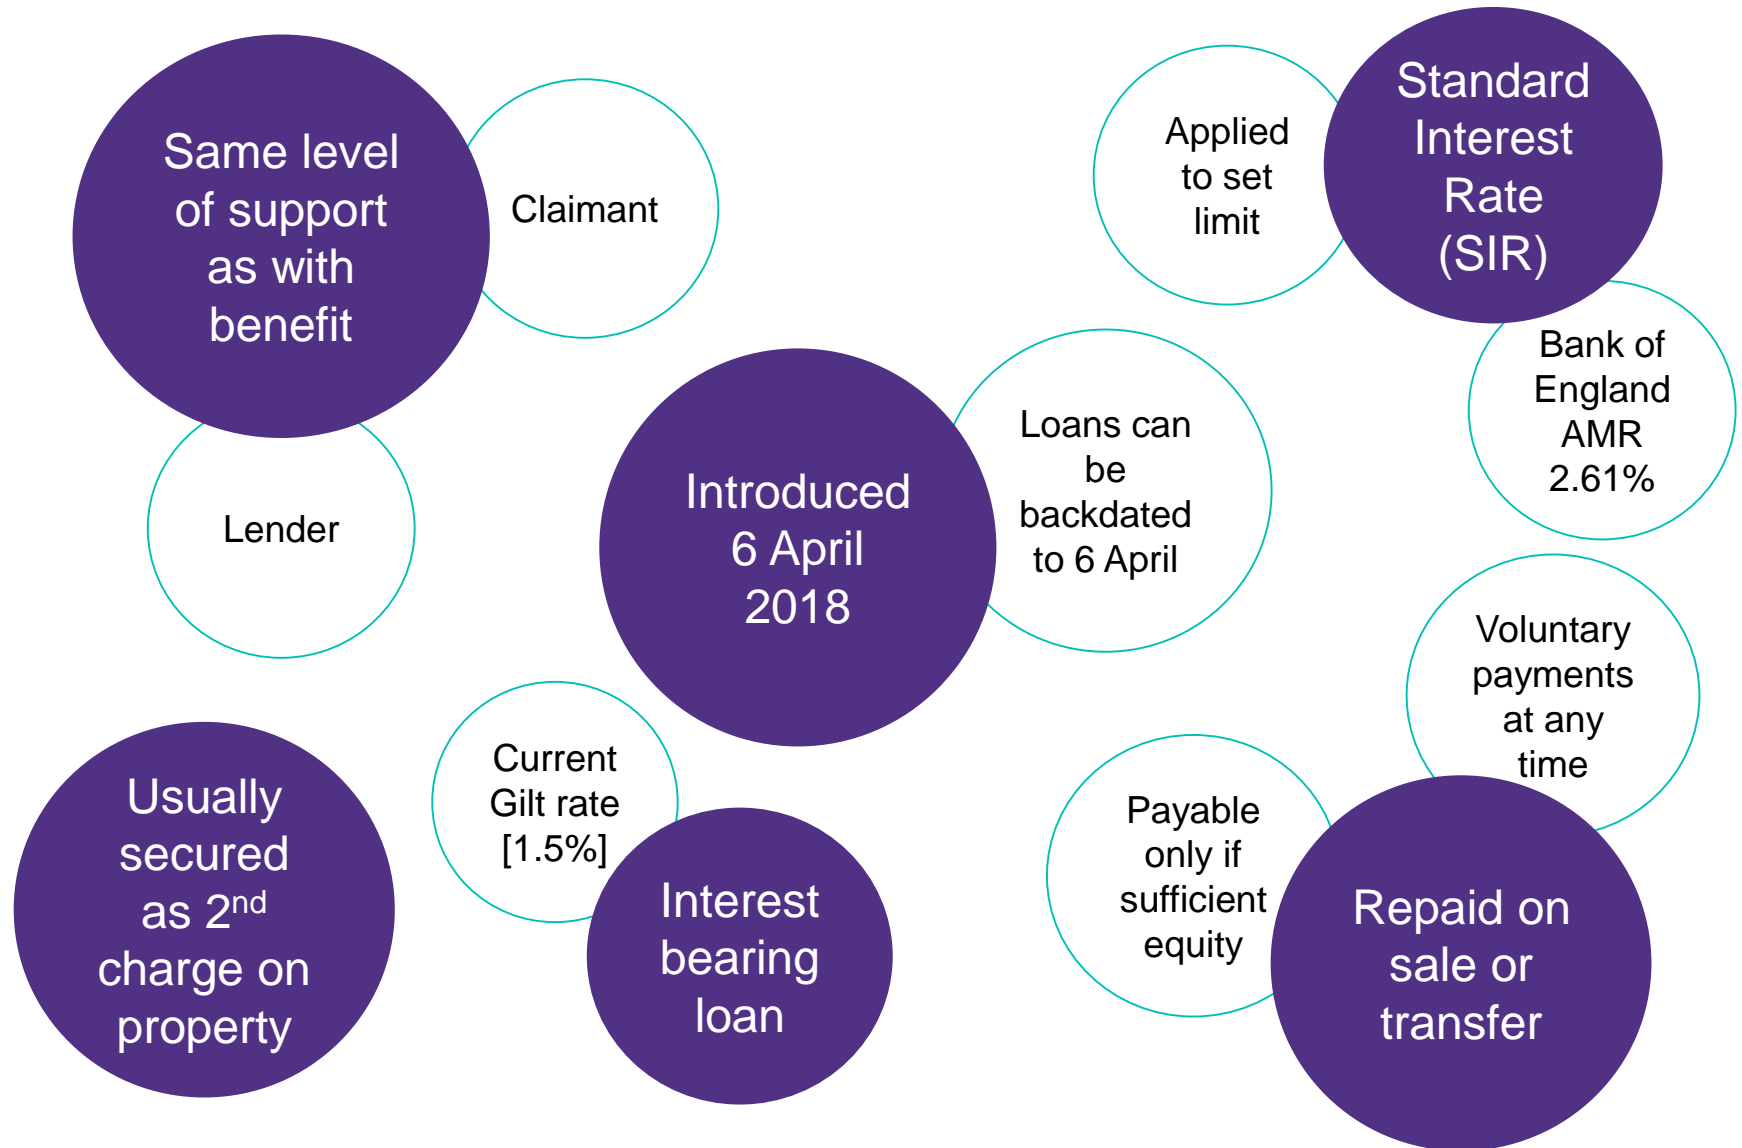 Same level
of support
as with
benefit
Claimant
Lender
Standard
Interest
Rate
(SIR)
Applied
to set
limit
Bank of
England
AMR
2.61%
Introduced
6 April
2018
Loans can
be
backdated
to 6 April
Usually
secured
as 2nd
charge on
property
Current
Gilt rate
[1.5%]
Interest
bearing
loan
Voluntary
payments
at any
time
Payable
only if
sufficient
equity
Repaid on
sale or
transfer